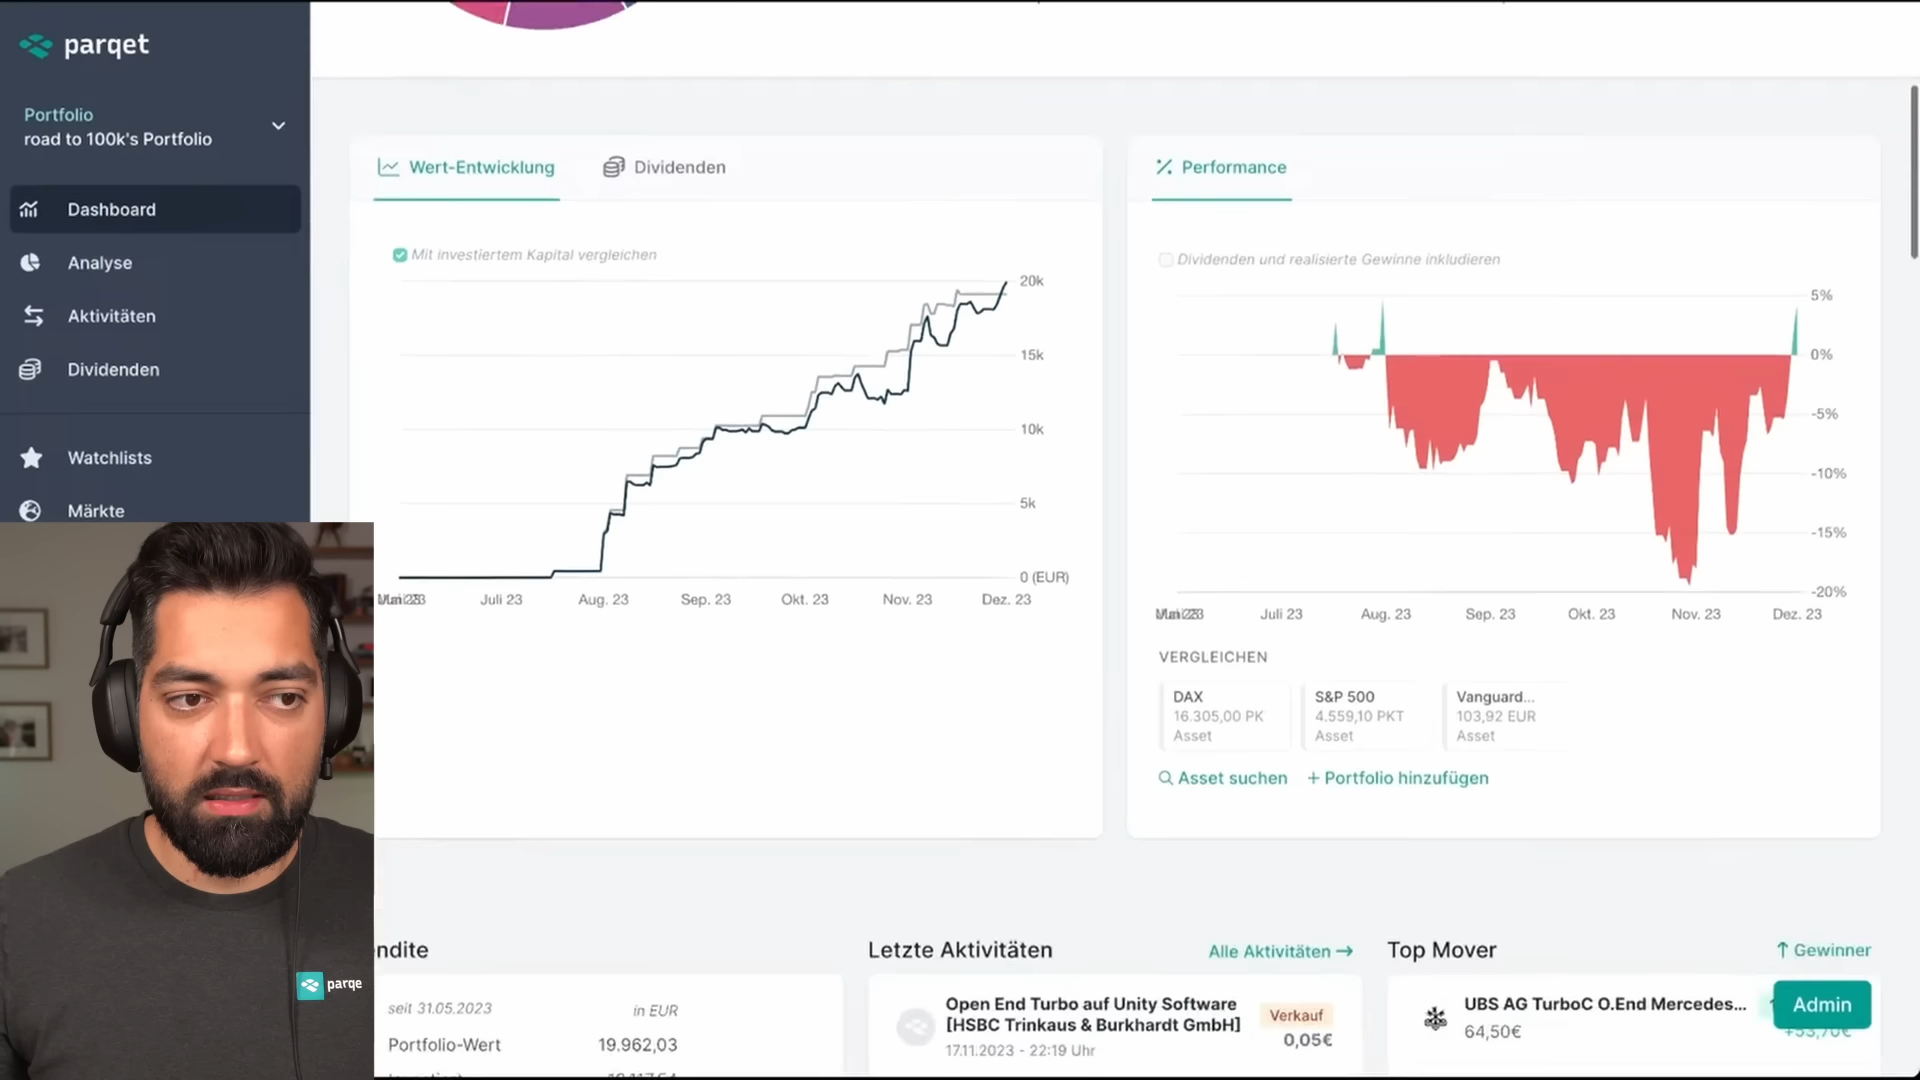 parqet
Portfolio
road to 100k's Portfolio
Dashboard
Analyse
Aktivitäten
Dividenden
Watchlists
Märkte
Wert-Entwicklung
Dividenden
Mit investiertem Kapital vergleichen
20k
15k
10k
5k
0 (EUR)
Juli 23
Aug. 23
Sep. 23
Okt. 23
Nov. 23
Dez. 23
Performance
Dividenden und realisierte Gewinne inkludieren
5%
0%
-5%
-10%
-15%
-20%
Juli 23
Aug. 23
Sep. 23
Okt. 23
Nov. 23
Dez. 23
VERGLEICHEN
DAX
16.305,00 PK
Asset
S&P 500
4.559,10 PKT
Asset
Vanguard...
103,92 EUR
Asset
Asset suchen
+ Portfolio hinzufügen
ndite
seit 31.05.2023
in EUR
Portfolio-Wert
19.962,03
Letzte Aktivitäten
Alle Aktivitäten →
Open End Turbo auf Unity Software
[HSBC Trinkaus & Burkhardt GmbH]
17.11.2023 - 22:19 Uhr
Verkauf
0,05€
Top Mover
↑ Gewinner
UBS AG TurboC O.End Mercedes...
64,50€
Admin
parqe